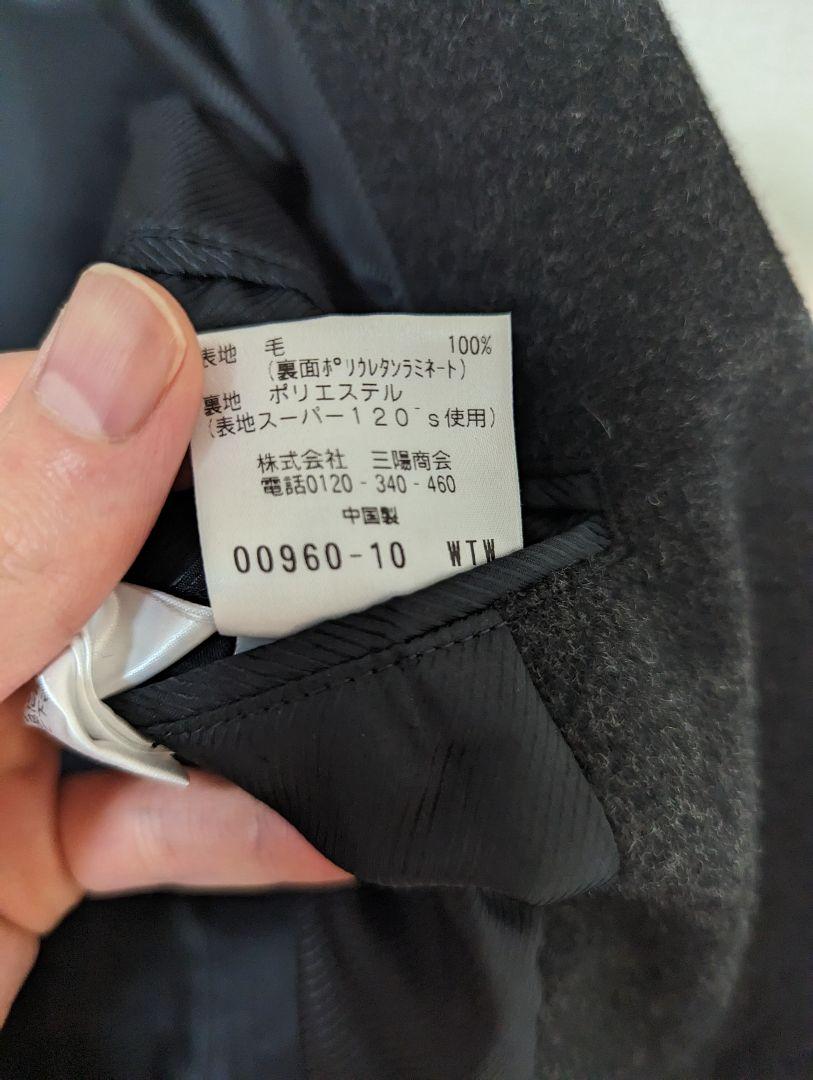 表地 毛 100%
(裏面ﾎﾟﾘｳﾚﾀﾝﾗﾐﾈｰﾄ)
裏地 ポリエステル
(表地スーパー１２０´ｓ使用)
株式会社 三陽商会
電話0120-340-460
中国製
00960-10 WTW